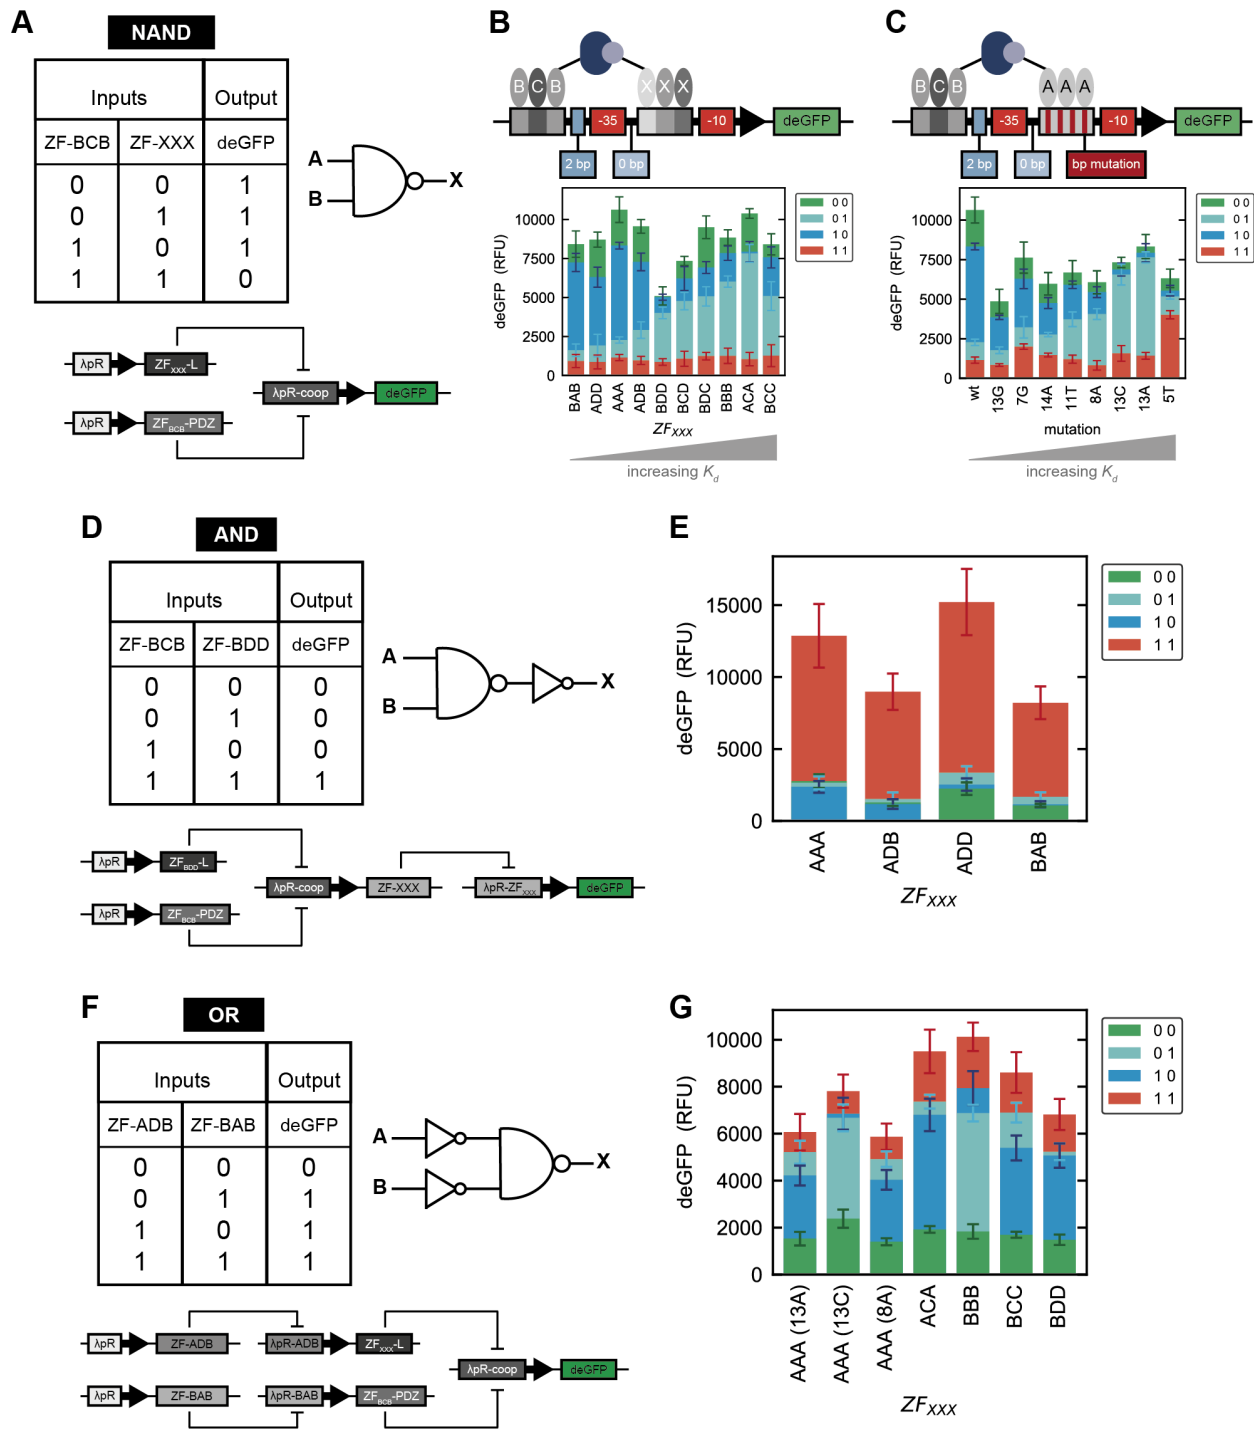 A
NAND
Inputs Output
ZF-BCB ZF-XXX deGFP
0 0 1
0 1 1
1 0 1
1 1 0
A
B
X
λpR ZFXXX-L
λpR-coop deGFP
λpR ZFBCB-PDZ
B
B C B X X X
-35 -10 deGFP
2 bp 0 bp
deGFP (RFU)
10000
7500
5000
2500
0
0 0
0 1
1 0
1 1
BAB ADD AAA ADB BDD BCD BDC BBB ACA BCC
ZFXXX
increasing Kd
C
B C B A A A
-35 -10 deGFP
2 bp 0 bp bp mutation
deGFP (RFU)
10000
7500
5000
2500
0
0 0
0 1
1 0
1 1
wt 13G 7G 14A 11T 8A 13C 13A 5T
mutation
increasing Kd
D
AND
Inputs Output
ZF-BCB ZF-BDD deGFP
0 0 0
0 1 0
1 0 0
1 1 1
A
B
X
λpR ZFBDD-L
λpR-coop ZF-XXX λpR-ZFXXX deGFP
λpR ZFBCB-PDZ
E
deGFP (RFU)
15000
10000
5000
0
0 0
0 1
1 0
1 1
AAA ADB ADD BAB
ZFXXX
F
OR
Inputs Output
ZF-ADB ZF-BAB deGFP
0 0 0
0 1 1
1 0 1
1 1 1
A
B
X
λpR ZF-ADB λpR-ADB ZFXXX-L
λpR-coop deGFP
λpR ZF-BAB λpR-BAB ZFBCB-PDZ
G
deGFP (RFU)
10000
8000
6000
4000
2000
0
0 0
0 1
1 0
1 1
AAA (13A) AAA (13C) AAA (8A) ACA BBB BCC BDD
ZFXXX